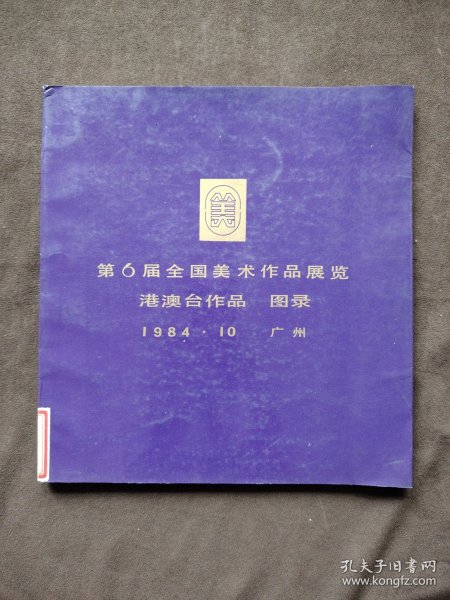 美
第6届全国美术作品展览
港澳台作品 图录
1984·10 广州
孔夫子旧书网
www.kongfz.com